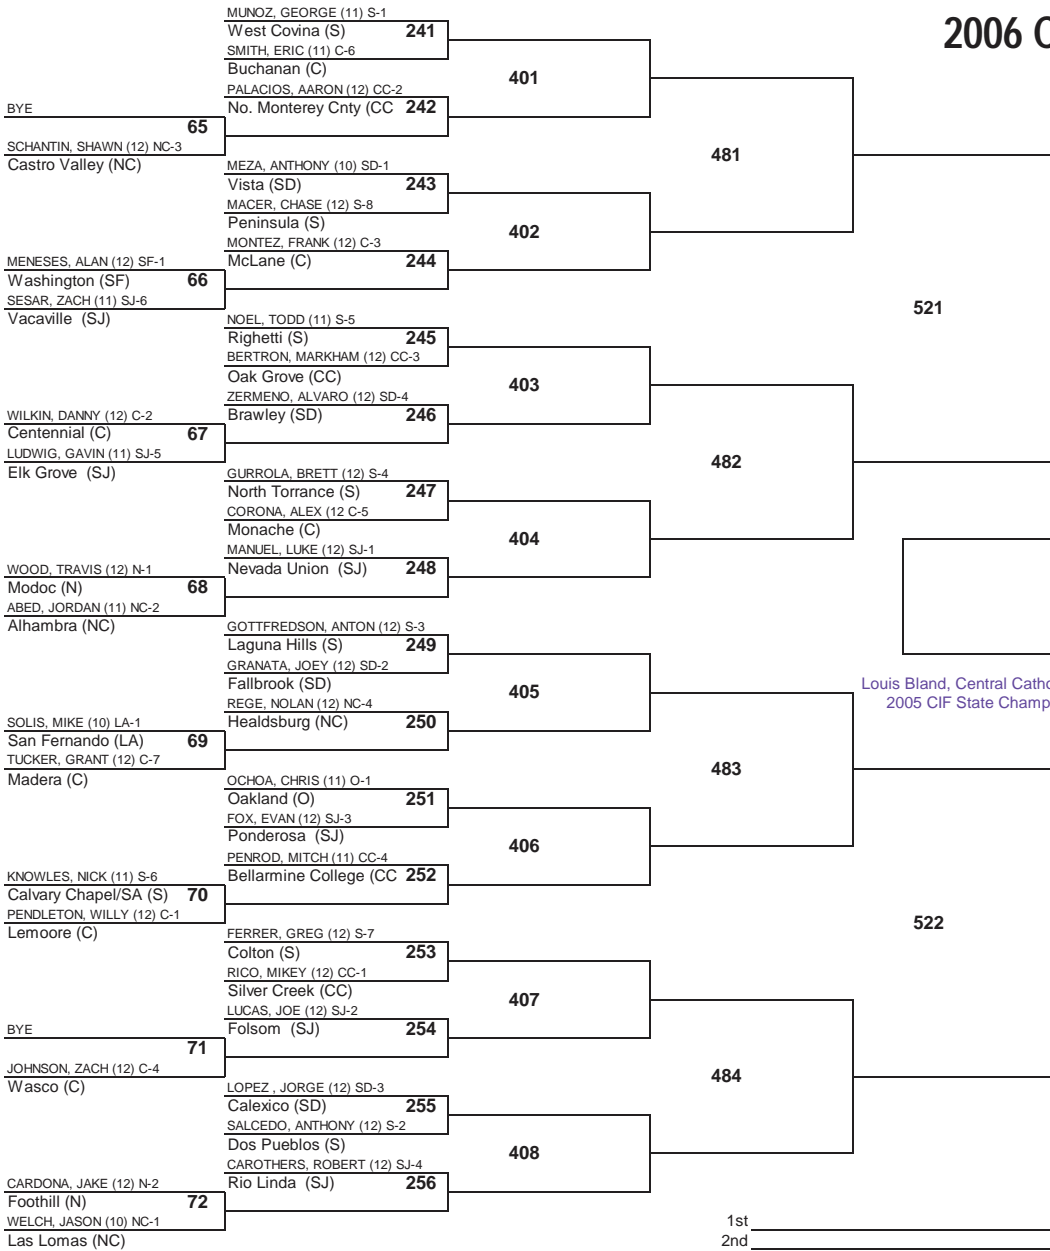 2006 C
MUNOZ, GEORGE (11) S-1
West Covina (S) 241
SMITH, ERIC (11) C-6
Buchanan (C)
401
PALACIOS, AARON (12) CC-2
BYE
No. Monterey Cnty (CC 242
65
SCHANTIN, SHAWN (12) NC-3
Castro Valley (NC)
481
MEZA, ANTHONY (10) SD-1
Vista (SD) 243
MACER, CHASE (12) S-8
Peninsula (S)
402
MONTEZ, FRANK (12) C-3
MENESES, ALAN (12) SF-1
McLane (C) 244
Washington (SF) 66
SESAR, ZACH (11) SJ-6
Vacaville (SJ)
521
NOEL, TODD (11) S-5
Righetti (S) 245
BERTRON, MARKHAM (12) CC-3
Oak Grove (CC)
403
ZERMENO, ALVARO (12) SD-4
WILKIN, DANNY (12) C-2
Brawley (SD) 246
Centennial (C) 67
LUDWIG, GAVIN (11) SJ-5
Elk Grove (SJ)
482
GURROLA, BRETT (12) S-4
North Torrance (S) 247
CORONA, ALEX (12 C-5
Monache (C)
404
MANUEL, LUKE (12) SJ-1
WOOD, TRAVIS (12) N-1
Nevada Union (SJ) 248
Modoc (N) 68
ABED, JORDAN (11) NC-2
Alhambra (NC)
GOTTFREDSON, ANTON (12) S-3
Laguna Hills (S) 249
GRANATA, JOEY (12) SD-2
Fallbrook (SD)
405
Louis Bland, Central Catho
2005 CIF State Champ
REGE, NOLAN (12) NC-4
SOLIS, MIKE (10) LA-1
Healdsburg (NC) 250
San Fernando (LA) 69
TUCKER, GRANT (12) C-7
Madera (C)
483
OCHOA, CHRIS (11) O-1
Oakland (O) 251
FOX, EVAN (12) SJ-3
Ponderosa (SJ)
406
PENROD, MITCH (11) CC-4
KNOWLES, NICK (11) S-6
Bellarmine College (CC 252
Calvary Chapel/SA (S) 70
PENDLETON, WILLY (12) C-1
Lemoore (C)
522
FERRER, GREG (12) S-7
Colton (S) 253
RICO, MIKEY (12) CC-1
Silver Creek (CC)
407
LUCAS, JOE (12) SJ-2
BYE
Folsom (SJ) 254
71
JOHNSON, ZACH (12) C-4
Wasco (C)
484
LOPEZ , JORGE (12) SD-3
Calexico (SD) 255
SALCEDO, ANTHONY (12) S-2
Dos Pueblos (S)
408
CAROTHERS, ROBERT (12) SJ-4
CARDONA, JAKE (12) N-2
Rio Linda (SJ) 256
Foothill (N) 72
WELCH, JASON (10) NC-1
Las Lomas (NC)
1st
2nd